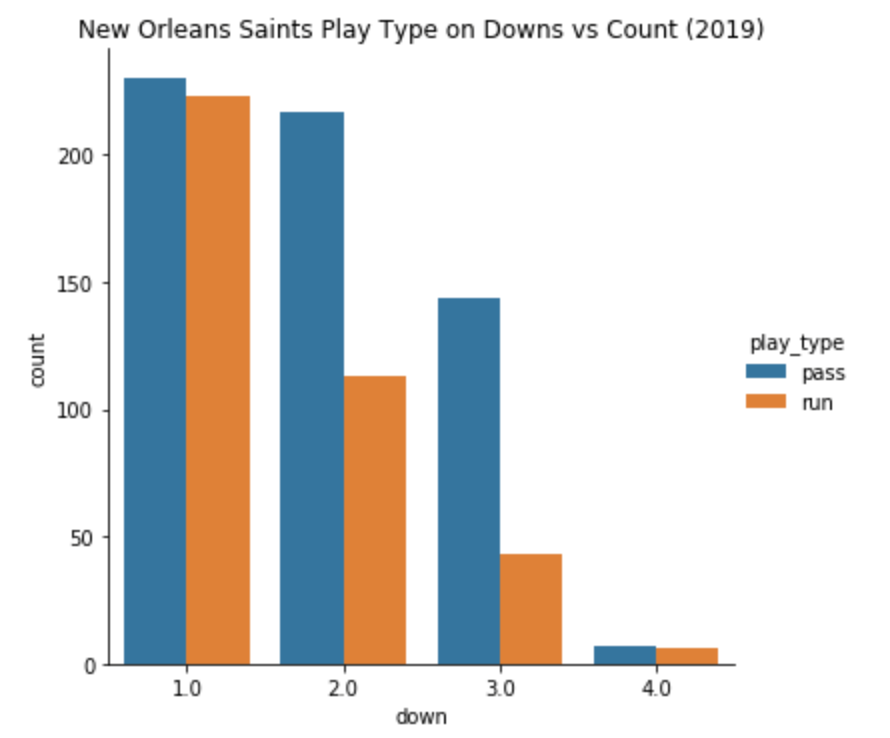 New Orleans Saints Play Type on Downs vs Count (2019)
200
150
100
50
0
count
1.0 2.0 3.0 4.0
down
play_type
pass
run